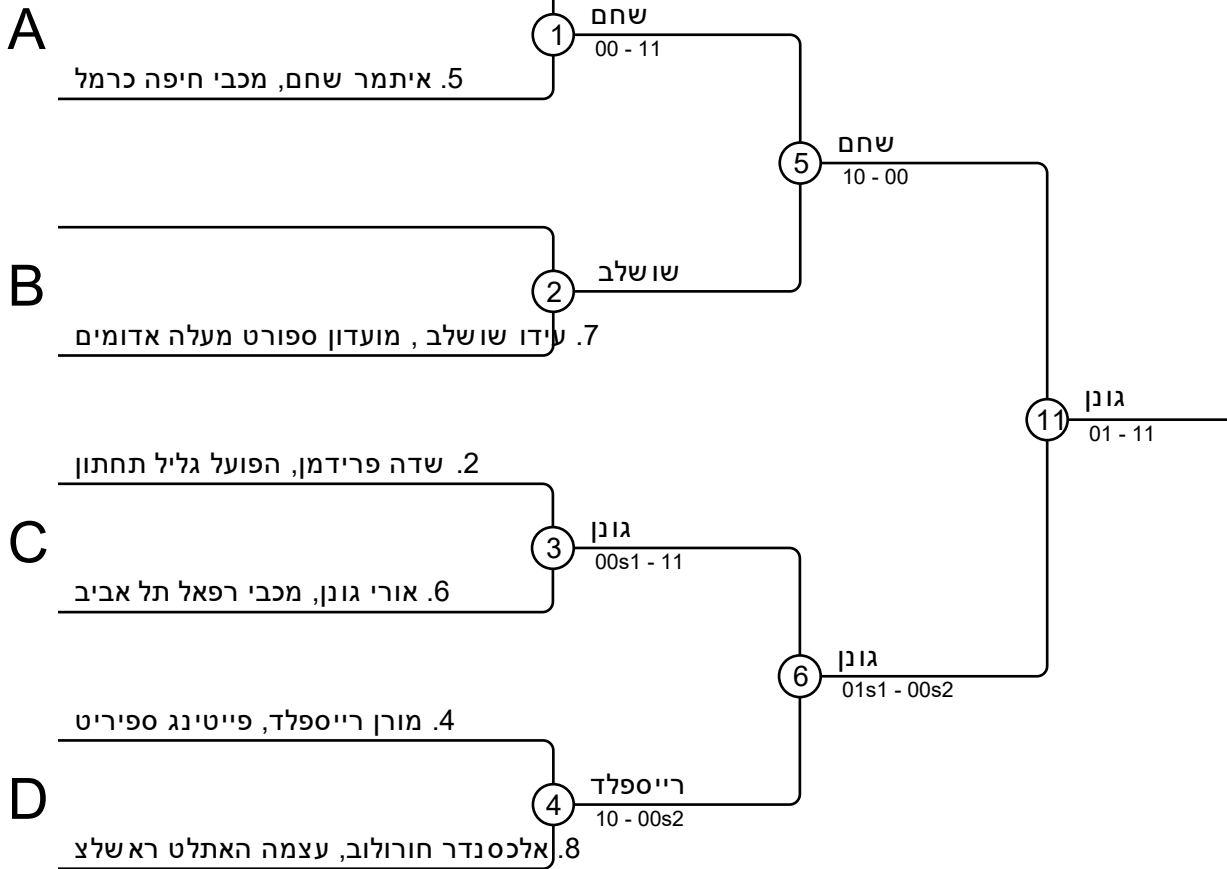 A
1
שחם
00 - 11
5. איתמר שחם, מכבי חיפה כרמל
5
שחם
10 - 00
B
2
שושלב
7. עידו שושלב , מועדון ספורט מעלה אדומים
11
גונן
01 - 11
2. שדה פרידמן, הפועל גליל תחתון
C
3
גונן
00s1 - 11
6. אורי גונן, מכבי רפאל תל אביב
6
גונן
01s1 - 00s2
4. מורן רייספלד, פייטינג ספיריט
D
4
רייספלד
10 - 00s2
8. אלכסנדר חורולוב, עצמה האתלט ראשלצ